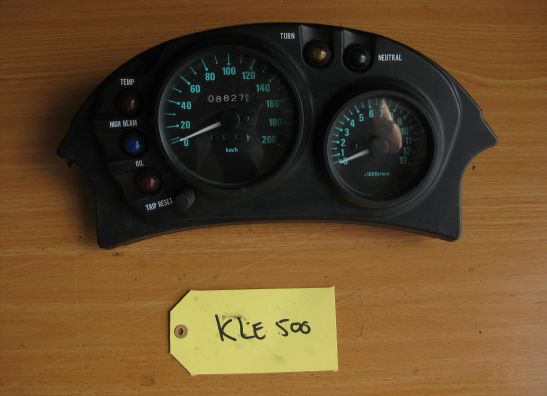 TURN
NEUTRAL
TEMP
HIGH BEAM
OIL
TRIP RESET
0 20 40 60 80 100 120 140 160 180 200
08827
km/h
0 1 2 3 4 5 6 7 8 9 10 11 12 13
x1000r/min
KLE 500